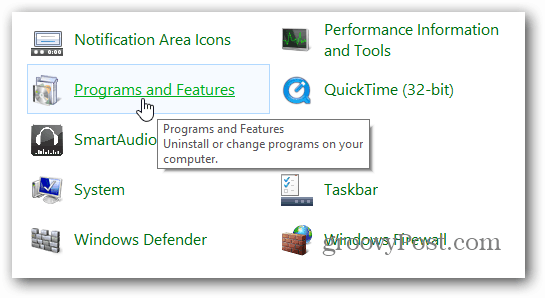 Notification Area Icons
Performance Information
and Tools
Programs and Features
QuickTime (32-bit)
Programs and Features
Uninstall or change programs on your
computer.
SmartAudio
System
Taskbar
Windows Defender
Windows Firewall
groovyPost.com